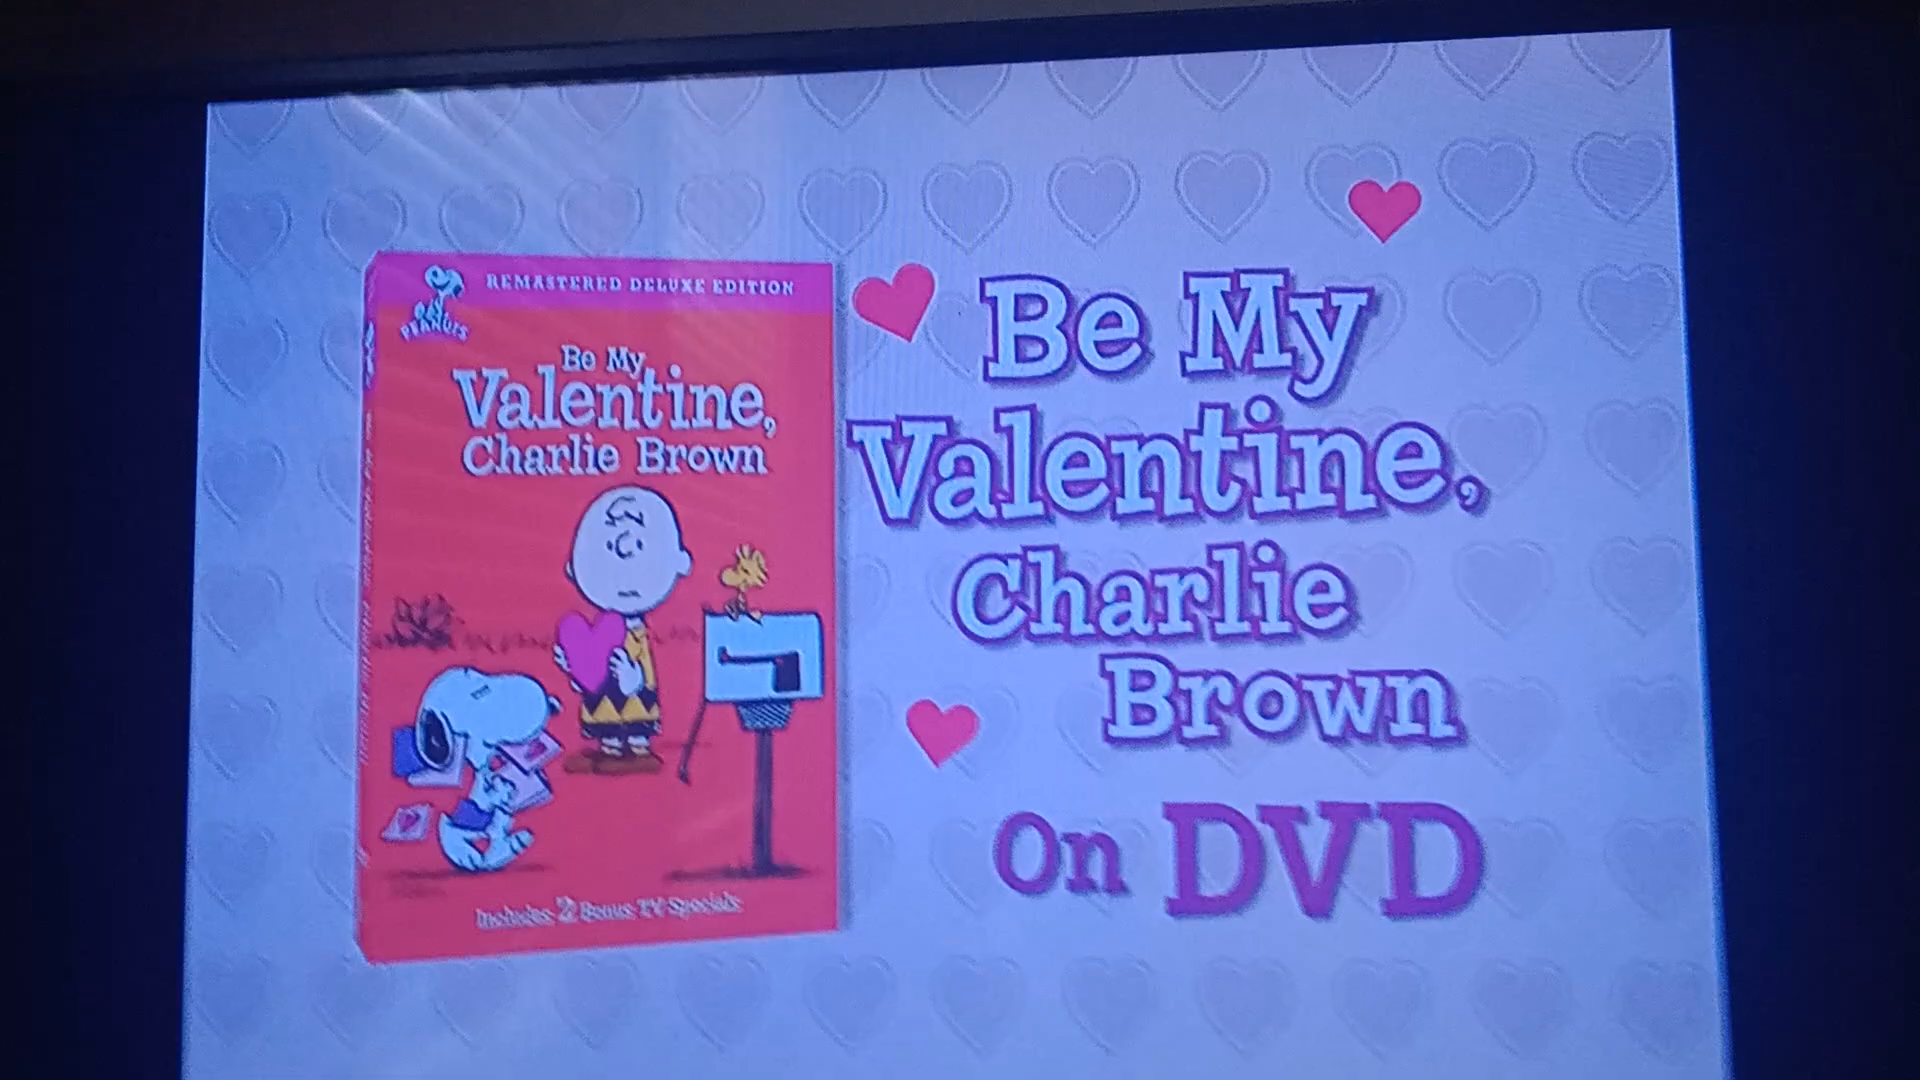 REMASTERED DELUXE EDITION
PEANUTS
Be My
Valentine,
Charlie Brown
Includes 2 Bonus TV Specials
Be My
Valentine,
Charlie
Brown
On DVD